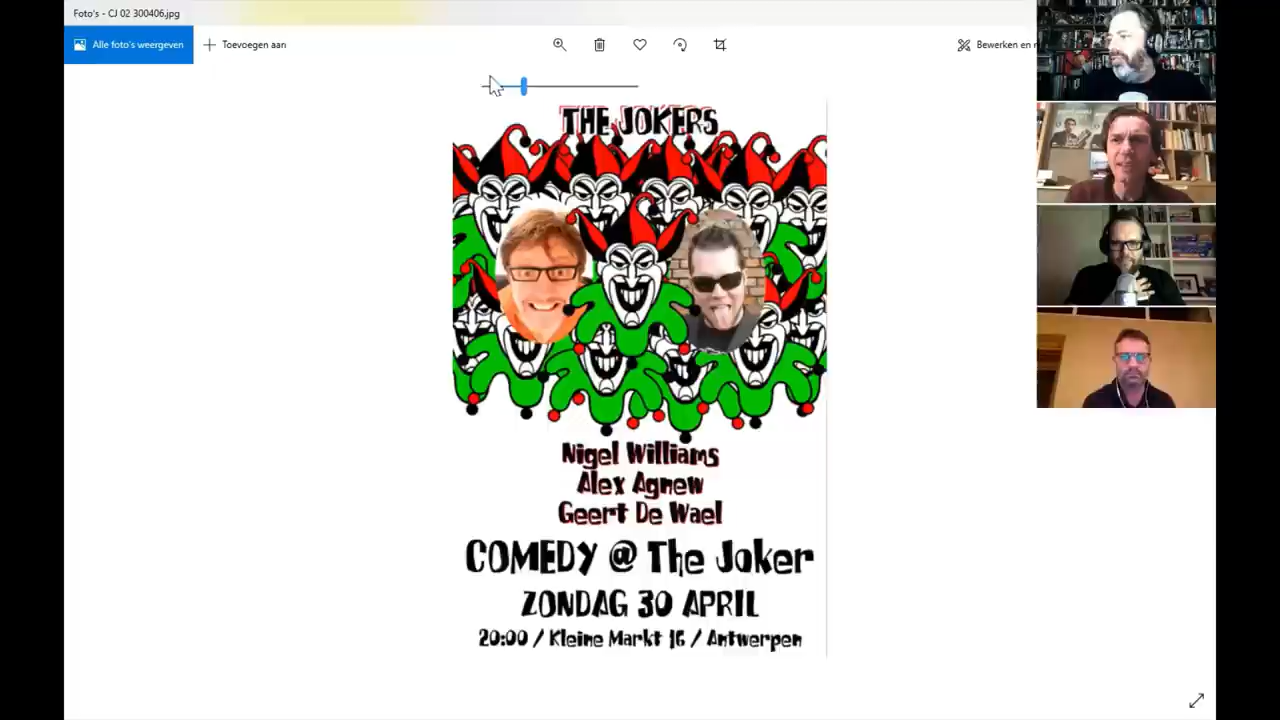 Foto's - CJ 02 300406.jpg
Alle foto's weergeven
Toevoegen aan
Bewerken en
THE JOKERS
Nigel Williams
Alex Agnew
Geert De Wael
COMEDY @ The Joker
ZONDAG 30 APRIL
20:00 / Kleine Markt 16 / Antwerpen